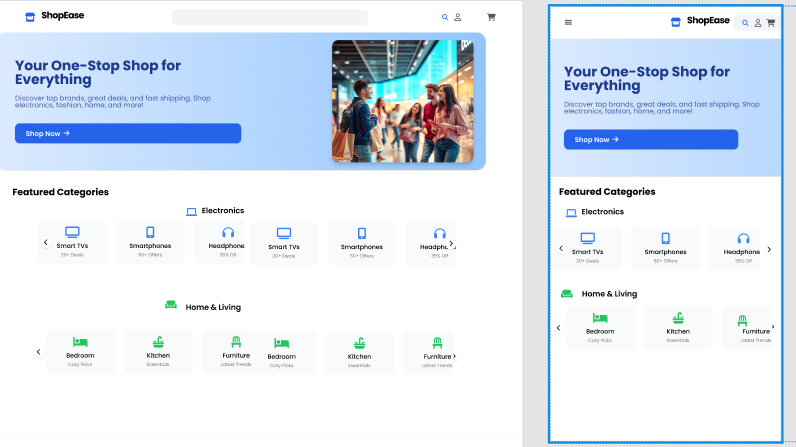 ShopEase
Your One-Stop Shop for
Everything
Discover top brands, great deals, and fast shipping. Shop
electronics, fashion, home, and more!
Shop Now →
Featured Categories
Electronics
Smart TVs
20+ Deals
Smartphones
50+ Offers
Headphone
35% Off
Smart TVs
20+ Deals
Smartphones
50+ Offers
Headpho
35% Off
Home & Living
Bedroom
Cozy Picks
Kitchen
Essentials
Furniture
Latest Trends
Bedroom
Cozy Picks
Kitchen
Essentials
Furniture
Latest Trends
ShopEase
Your One-Stop Shop for
Everything
Discover top brands, great deals, and fast shipping. Shop
electronics, fashion, home, and more!
Shop Now →
Featured Categories
Electronics
Smart TVs
20+ Deals
Smartphones
50+ Offers
Headphone
35% Off
Home & Living
Bedroom
Cozy Picks
Kitchen
Essentials
Furniture
Latest Trends